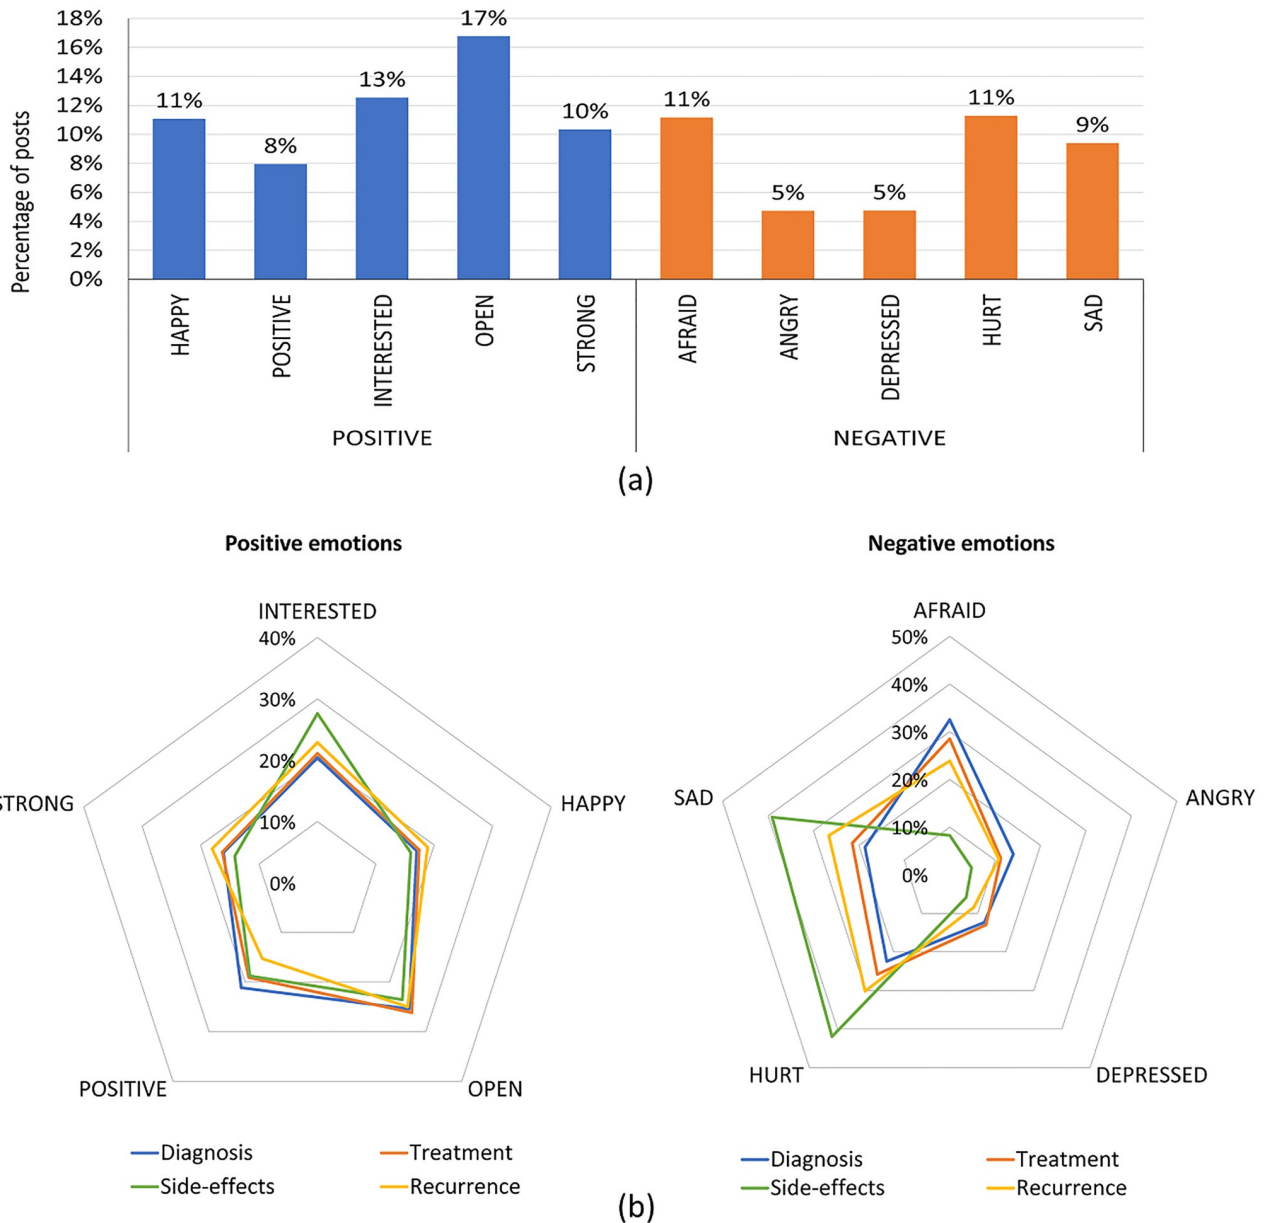 18%
16%
14%
12%
10%
8%
6%
4%
2%
0%
Percentage of posts
11%
8%
13%
17%
10%
11%
5%
5%
11%
9%
HAPPY
POSITIVE
INTERESTED
OPEN
STRONG
AFRAID
ANGRY
DEPRESSED
HURT
SAD
POSITIVE
NEGATIVE
(a)
Positive emotions
INTERESTED
40%
30%
20%
10%
0%
STRONG
HAPPY
POSITIVE
OPEN
Diagnosis
Treatment
Side-effects
Recurrence
Negative emotions
AFRAID
50%
40%
30%
20%
10%
0%
SAD
ANGRY
HURT
DEPRESSED
Diagnosis
Treatment
Side-effects
Recurrence
(b)